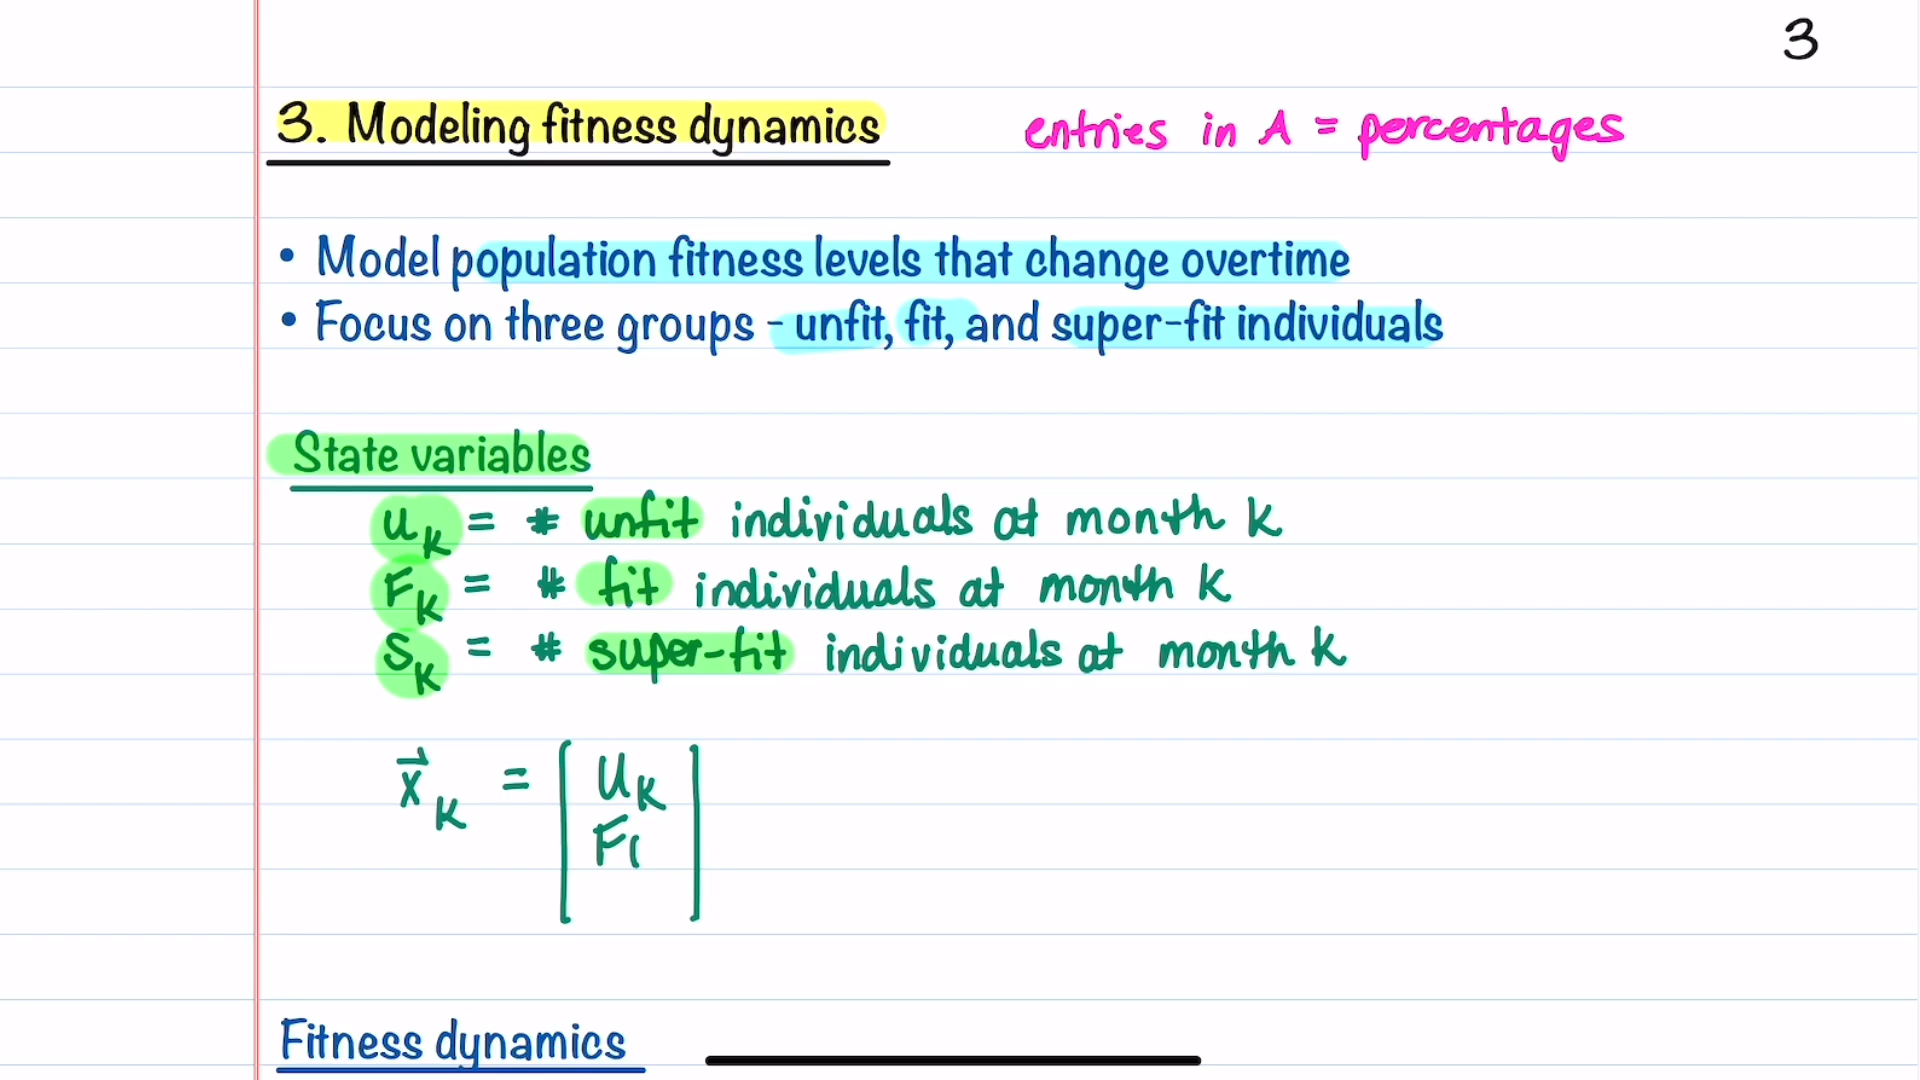 3
3. Modeling fitness dynamics entries in A = percentages
• Model population fitness levels that change overtime
• Focus on three groups - unfit, fit, and super-fit individuals
State variables
U_K = # unfit individuals at month K
F_K = # fit individuals at month K
S_K = # super-fit individuals at month K
x⃗_K = [ U_K
F
Fitness dynamics